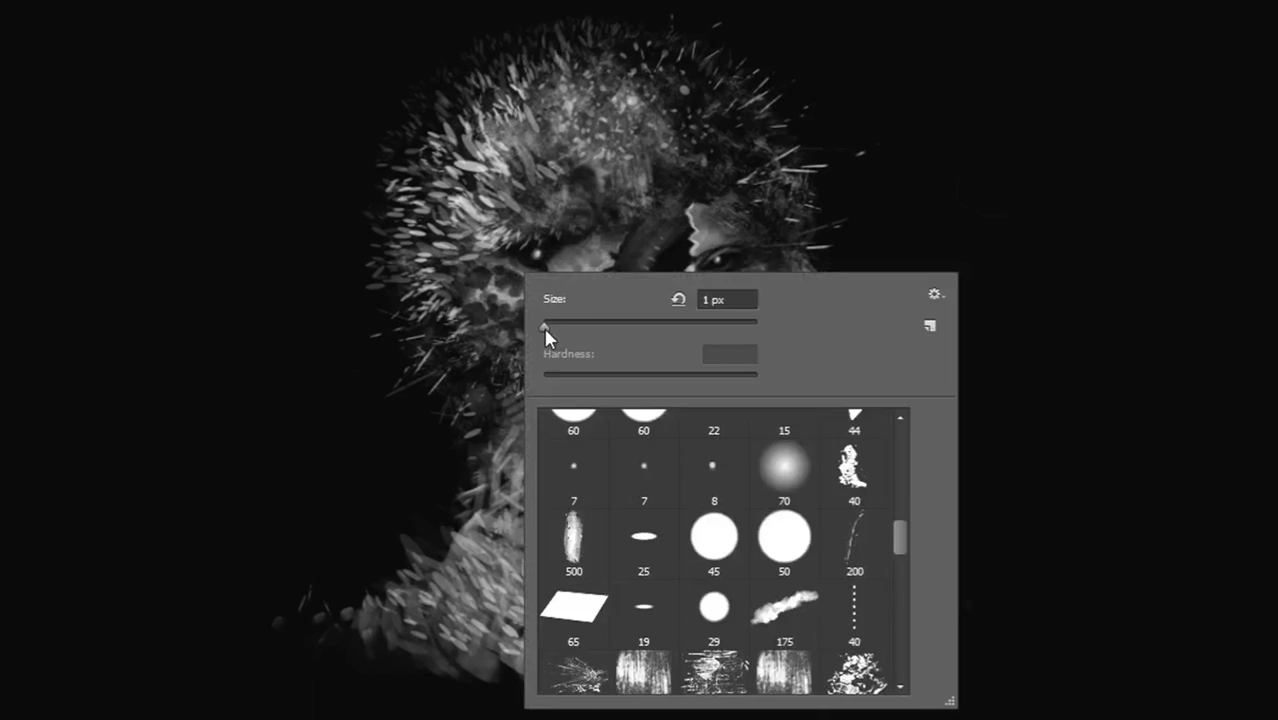 Size:
1 px
Hardness:
60 60 22 15 44
7 7 8 70 40
500 25 45 50 200
65 19 29 175 40